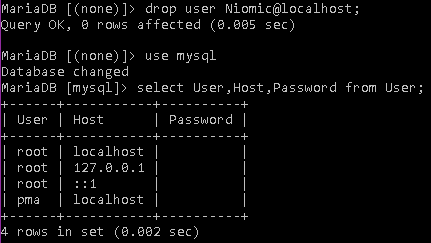 MariaDB [(none)]> drop user Niomic@localhost;
Query OK, 0 rows affected (0.005 sec)
MariaDB [(none)]> use mysql
Database changed
MariaDB [mysql]> select User,Host,Password from User;
+------+-----------+----------+
| User | Host      | Password |
+------+-----------+----------+
| root | localhost |          |
| root | 127.0.0.1 |          |
| root | ::1       |          |
| pma  | localhost |          |
+------+-----------+----------+
4 rows in set (0.002 sec)